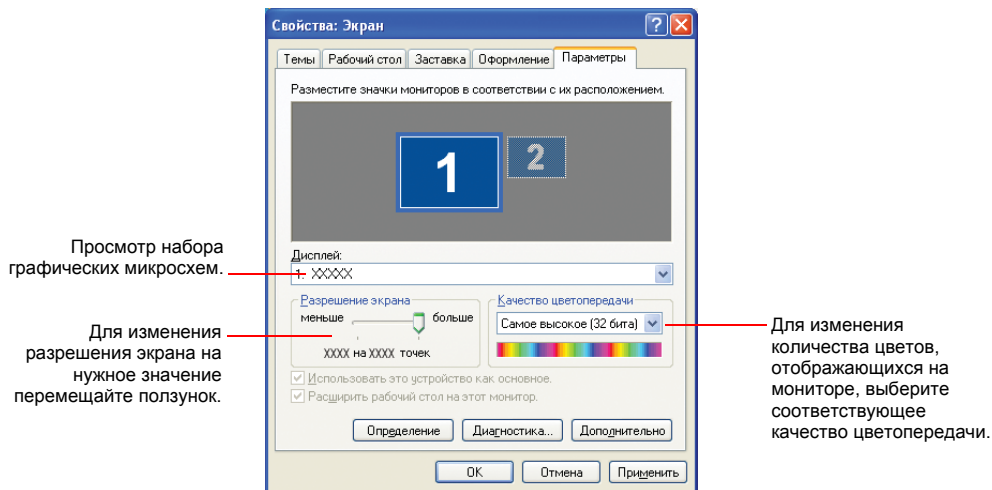 Свойства: Экран
Темы Рабочий стол Заставка Оформление Параметры
Разместите значки мониторов в соответствии с их расположением.
1 2
Просмотр набора
графических микросхем.
Дисплей:
1. XXXXX
Для изменения
разрешения экрана на
нужное значение
перемещайте ползунок.
Разрешение экрана
меньше больше
XXXX на XXXX точек
Качество цветопередачи
Самое высокое (32 бита)
Для изменения
количества цветов,
отображающихся на
мониторе, выберите
соответствующее
качество цветопередачи.
Использовать это устройство как основное.
Расширить рабочий стол на этот монитор.
Определение Диагностика... Дополнительно
OK Отмена Применить